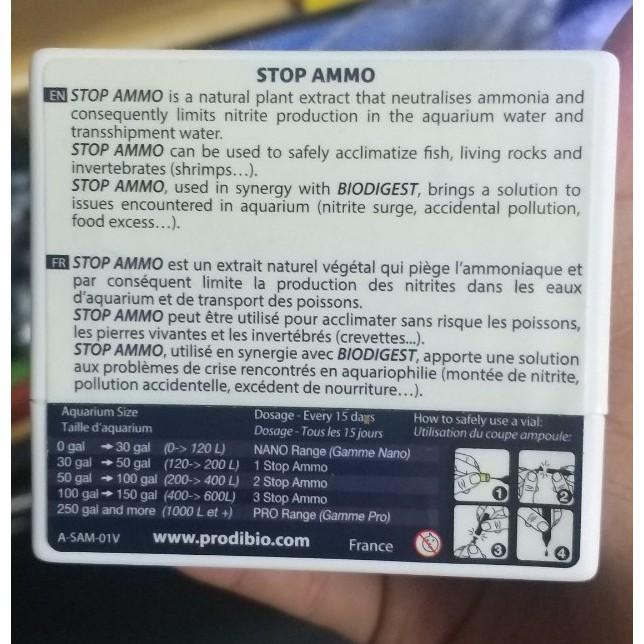 STOP AMMO
EN STOP AMMO is a natural plant extract that neutralises ammonia and
consequently limits nitrite production in the aquarium water and
transshipment water.
STOP AMMO can be used to safely acclimatize fish, living rocks and
invertebrates (shrimps...).
STOP AMMO, used in synergy with BIODIGEST, brings a solution to
issues encountered in aquarium (nitrite surge, accidental pollution,
food excess...).
FR STOP AMMO est un extrait naturel végétal qui piège l'ammoniaque et
par conséquent limite la production des nitrites dans les eaux
d'aquarium et de transport des poissons.
STOP AMMO peut être utilisé pour acclimater sans risque les poissons,
les pierres vivantes et les invertébrés (crevettes...).
STOP AMMO, utilisé en synergie avec BIODIGEST, apporte une solution
aux problèmes de crise rencontrés en aquariophilie (montée de nitrite,
pollution accidentelle, excédent de nourriture...).
Aquarium Size Dosage - Every 15 days How to safely use a vial:
Taille d'aquarium Dosage - Tous les 15 jours Utilisation du coupe ampoule:
0 gal ➔ 30 gal (0-> 120 L) NANO Range (Gamme Nano)
30 gal ➔ 50 gal (120-> 200 L) 1 Stop Ammo
50 gal ➔ 100 gal (200-> 400 L) 2 Stop Ammo
100 gal ➔ 150 gal (400-> 600L) 3 Stop Ammo
250 gal and more (1000 L et +) PRO Range (Gamme Pro)
1 2
3 4
A-SAM-01V www.prodibio.com France